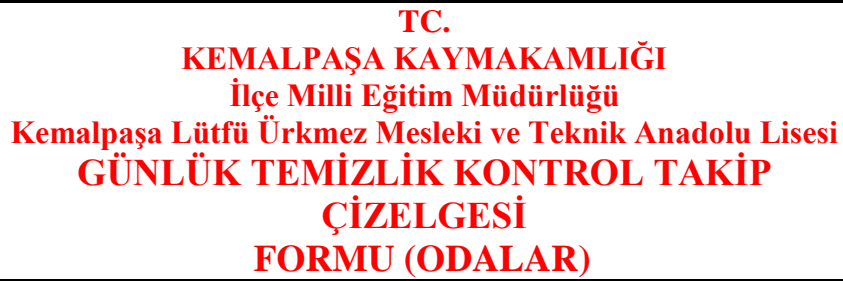 TC.
KEMALPAŞA KAYMAKAMLIĞI
İlçe Milli Eğitim Müdürlüğü
Kemalpaşa Lütfü Ürkmez Mesleki ve Teknik Anadolu Lisesi
GÜNLÜK TEMİZLİK KONTROL TAKİP
ÇİZELGESİ
FORMU (ODALAR)